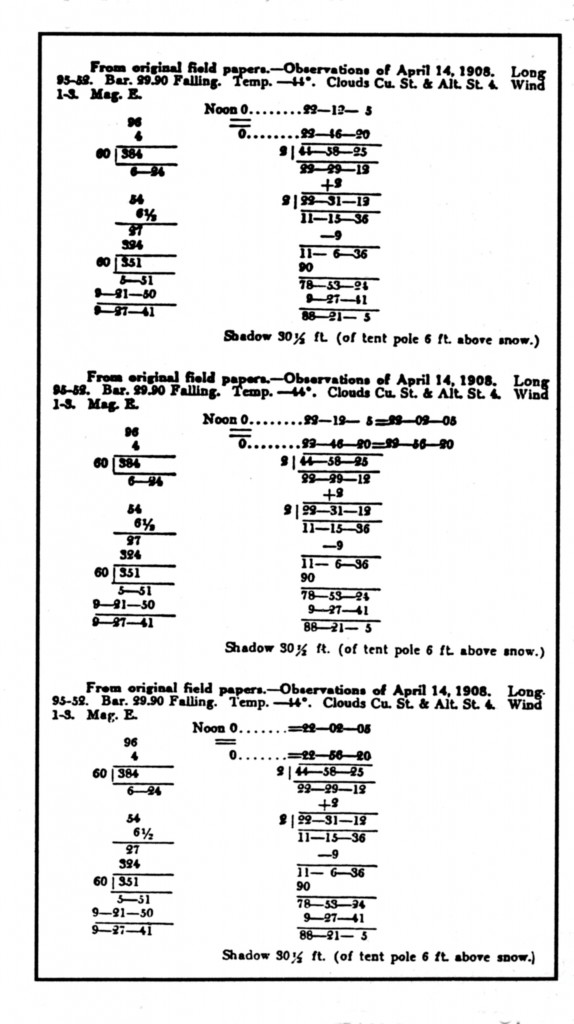 From original field papers.—Observations of April 14, 1908. Long
95-52. Bar. 29.90 Falling. Temp. —44°. Clouds Cu. St. & Alt. St. 4. Wind
1-3. Mag. E.
Noon 0........22—12— 5
96
4 0........22—46—20
60 | 384 2 | 44—58—25
6—24 22—29—12
+2
54 2 | 22—31—12
6½ 11—15—36
27 —9
324 11— 6—36
60 | 351 90
5—51 78—53—24
9—21—50 9—27—41
9—27—41 88—21— 5
Shadow 30½ ft. (of tent pole 6 ft. above snow.)
From original field papers.—Observations of April 14, 1908. Long
95-52. Bar. 29.90 Falling. Temp. —44°. Clouds Cu. St. & Alt. St. 4. Wind
1-3. Mag. E.
Noon 0........22—12— 5=22—02—05
96
4 0........22—46—20=22—56—20
60 | 384 2 | 44—58—25
6—24 22—29—12
+2
54 2 | 22—31—12
6½ 11—15—36
27 —9
324 11— 6—36
60 | 351 90
5—51 78—53—24
9—21—50 9—27—41
9—27—41 88—21— 5
Shadow 30½ ft. (of tent pole 6 ft. above snow.)
From original field papers.—Observations of April 14, 1908. Long.
95-52. Bar. 29.90 Falling. Temp. —44°. Clouds Cu. St. & Alt. St. 4. Wind
1-3. Mag. E.
Noon 0.......=22—02—05
96
4 0.......=22—56—20
60 | 384 2 | 44—58—25
6—24 22—29—12
+2
54 2 | 22—31—12
6½ 11—15—36
27 —9
324 11— 6—36
60 | 351 90
5—51 78—53—24
9—21—50 9—27—41
9—27—41 88—21— 5
Shadow 30½ ft. (of tent pole 6 ft. above snow.)